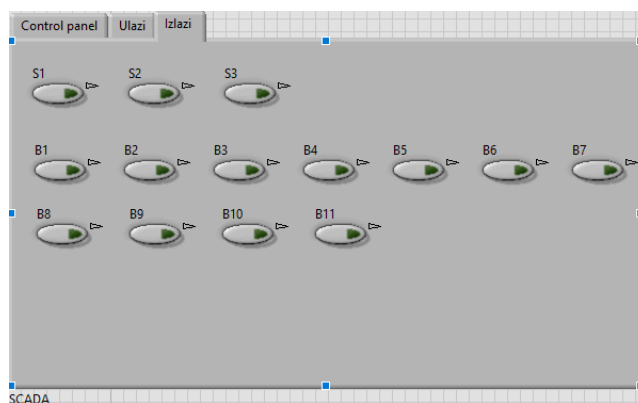 Control panel Ulazi Izlazi
S1 S2 S3
B1 B2 B3 B4 B5 B6 B7
B8 B9 B10 B11
SCADA